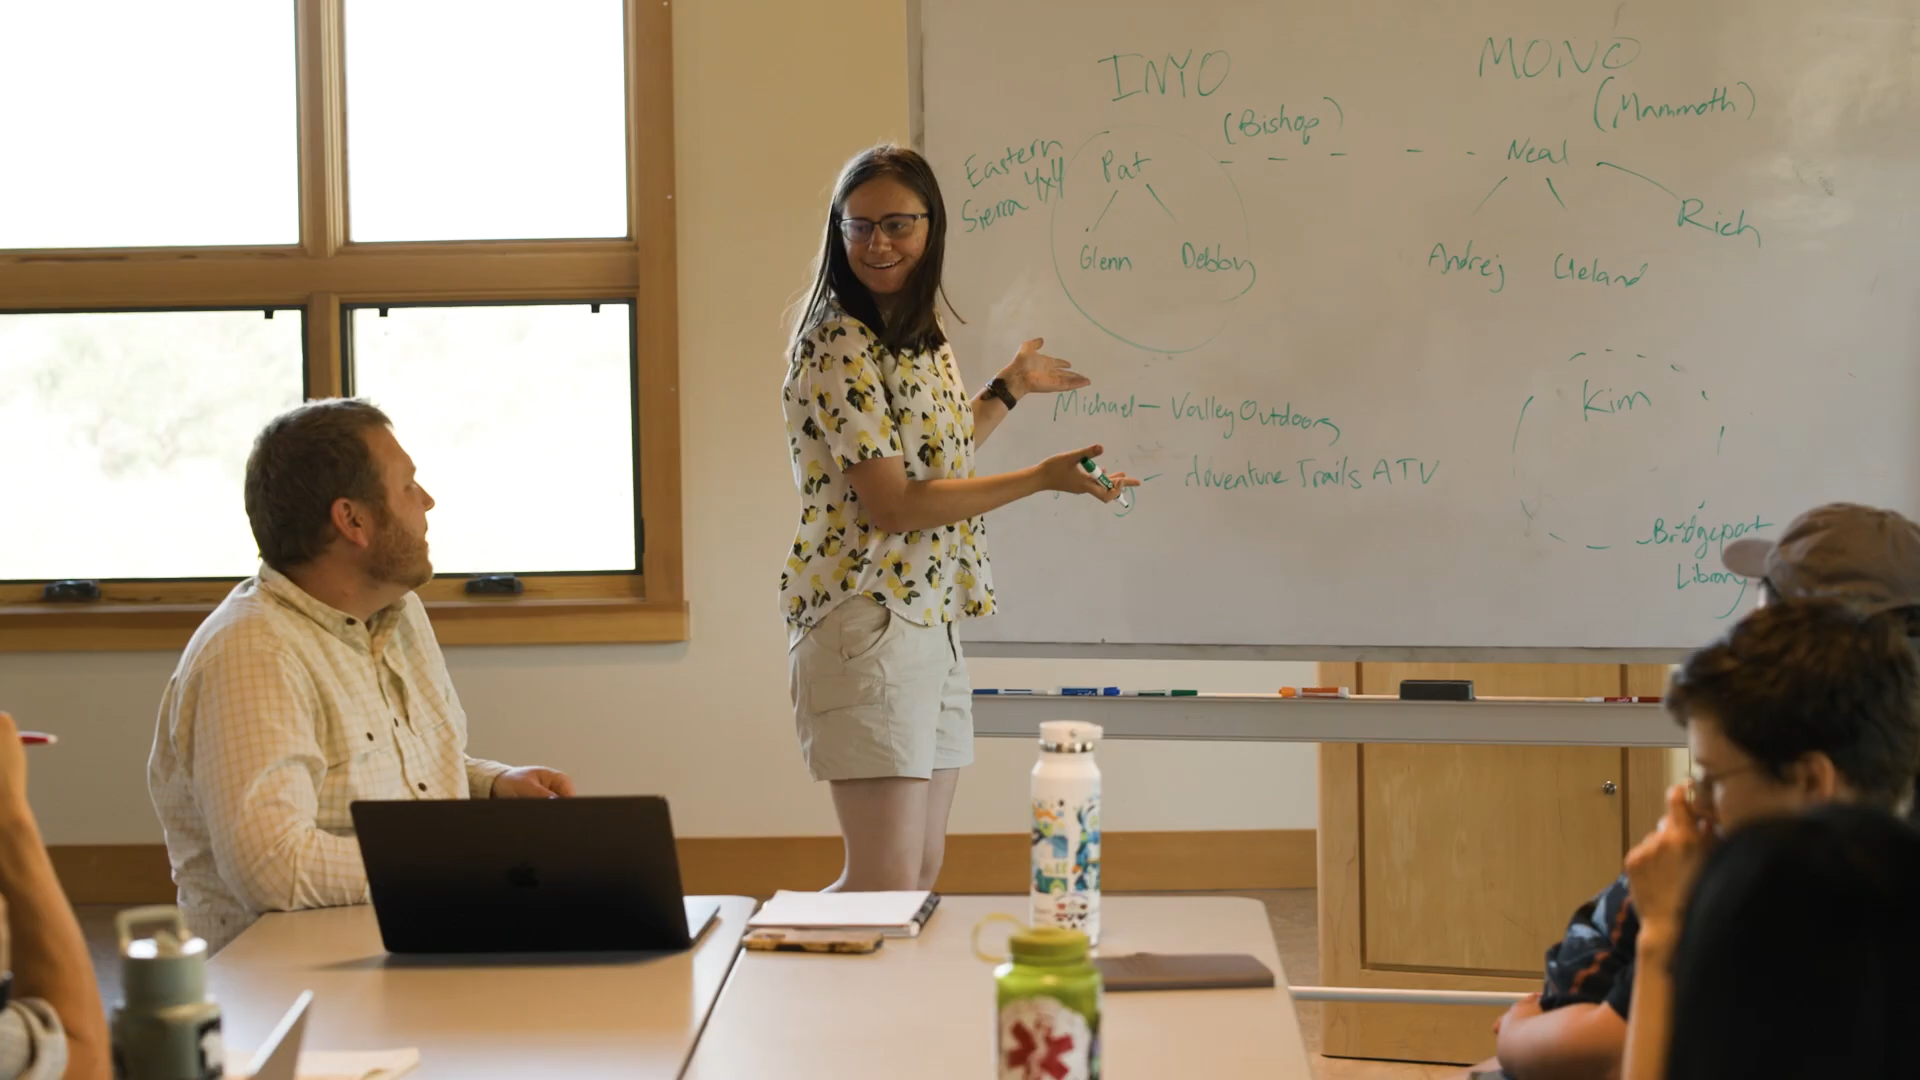 INYO
MONO
(Bishop)
(Mammoth)
Eastern
Sierra 4x4
Pat
Neal
Rich
Glenn
Debby
Andrej
Cleland
Michael — Valley Outdoors
Kim
— Adventure Trails ATV
Bridgeport
Library